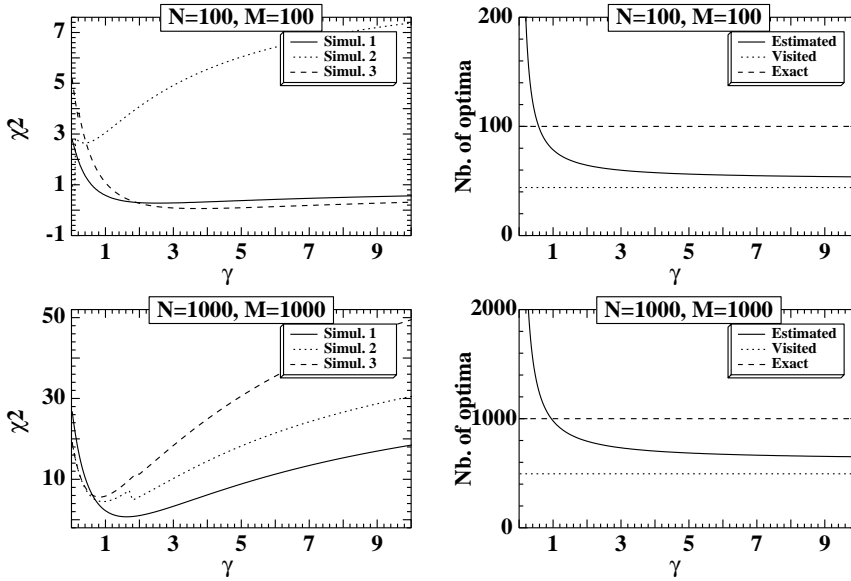 N=100, M=100
Simul. 1
Simul. 2
Simul. 3
7
5
3
1
-1
χ2
1 3 5 7 9
γ
N=100, M=100
Estimated
Visited
Exact
200
100
0
Nb. of optima
1 3 5 7 9
γ
N=1000, M=1000
Simul. 1
Simul. 2
Simul. 3
50
30
10
χ2
1 3 5 7 9
γ
N=1000, M=1000
Estimated
Visited
Exact
2000
1000
0
Nb. of optima
1 3 5 7 9
γ